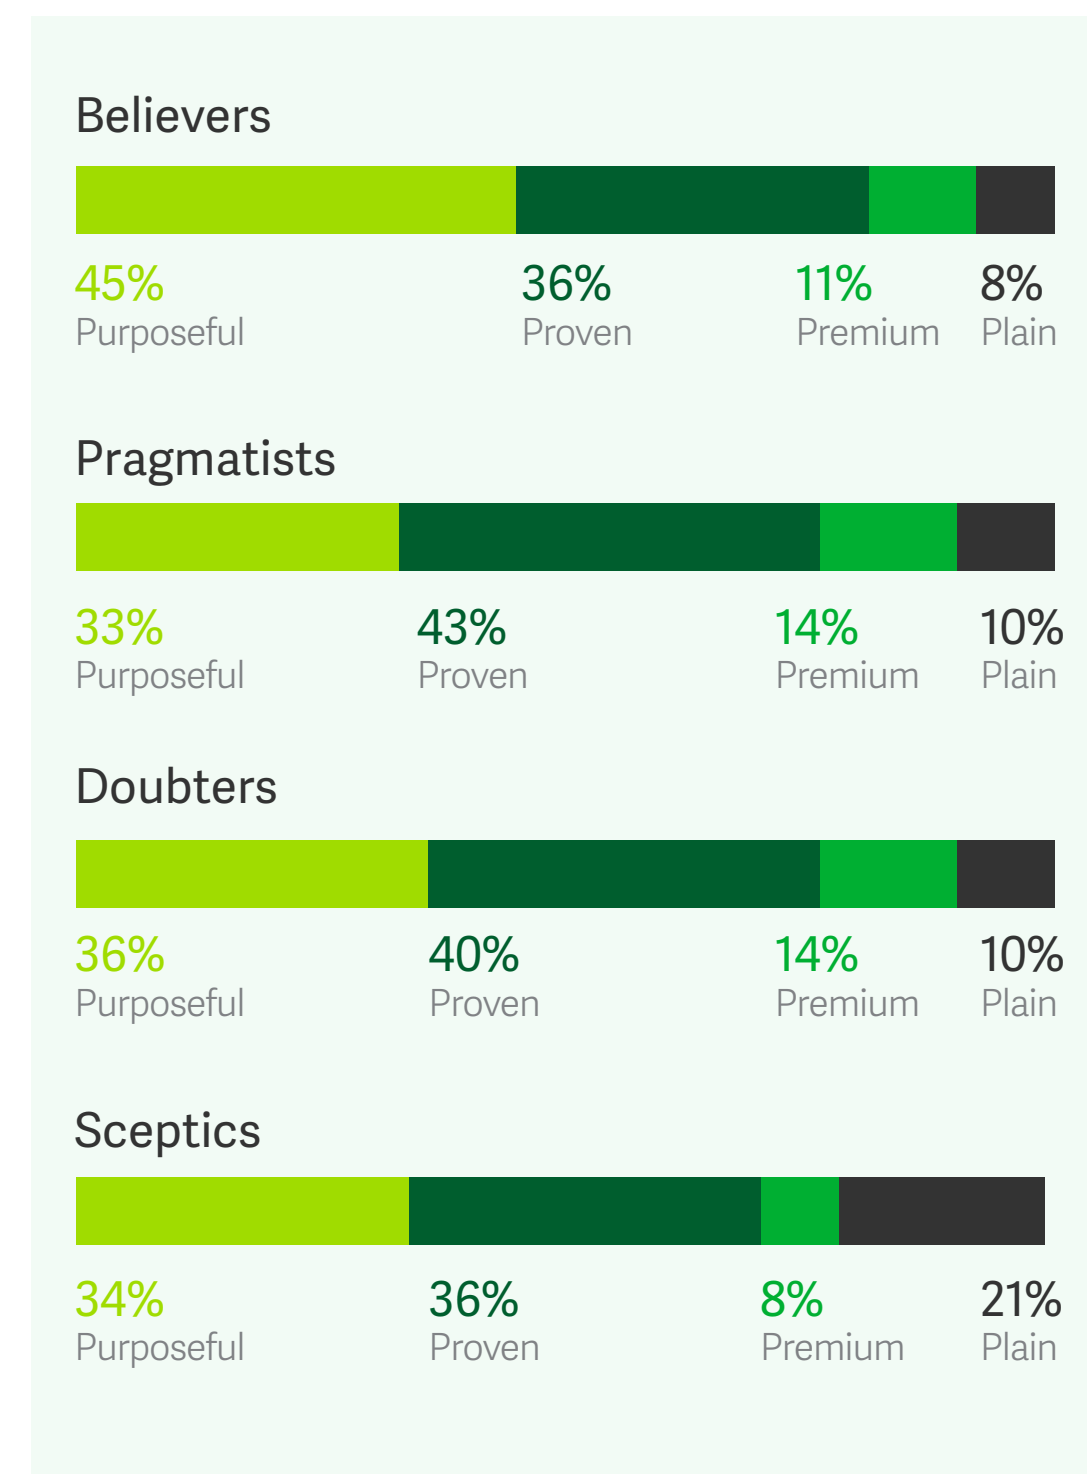 Believers
45% 36% 11% 8%
Purposeful Proven Premium Plain
Pragmatists
33% 43% 14% 10%
Purposeful Proven Premium Plain
Doubters
36% 40% 14% 10%
Purposeful Proven Premium Plain
Sceptics
34% 36% 8% 21%
Purposeful Proven Premium Plain